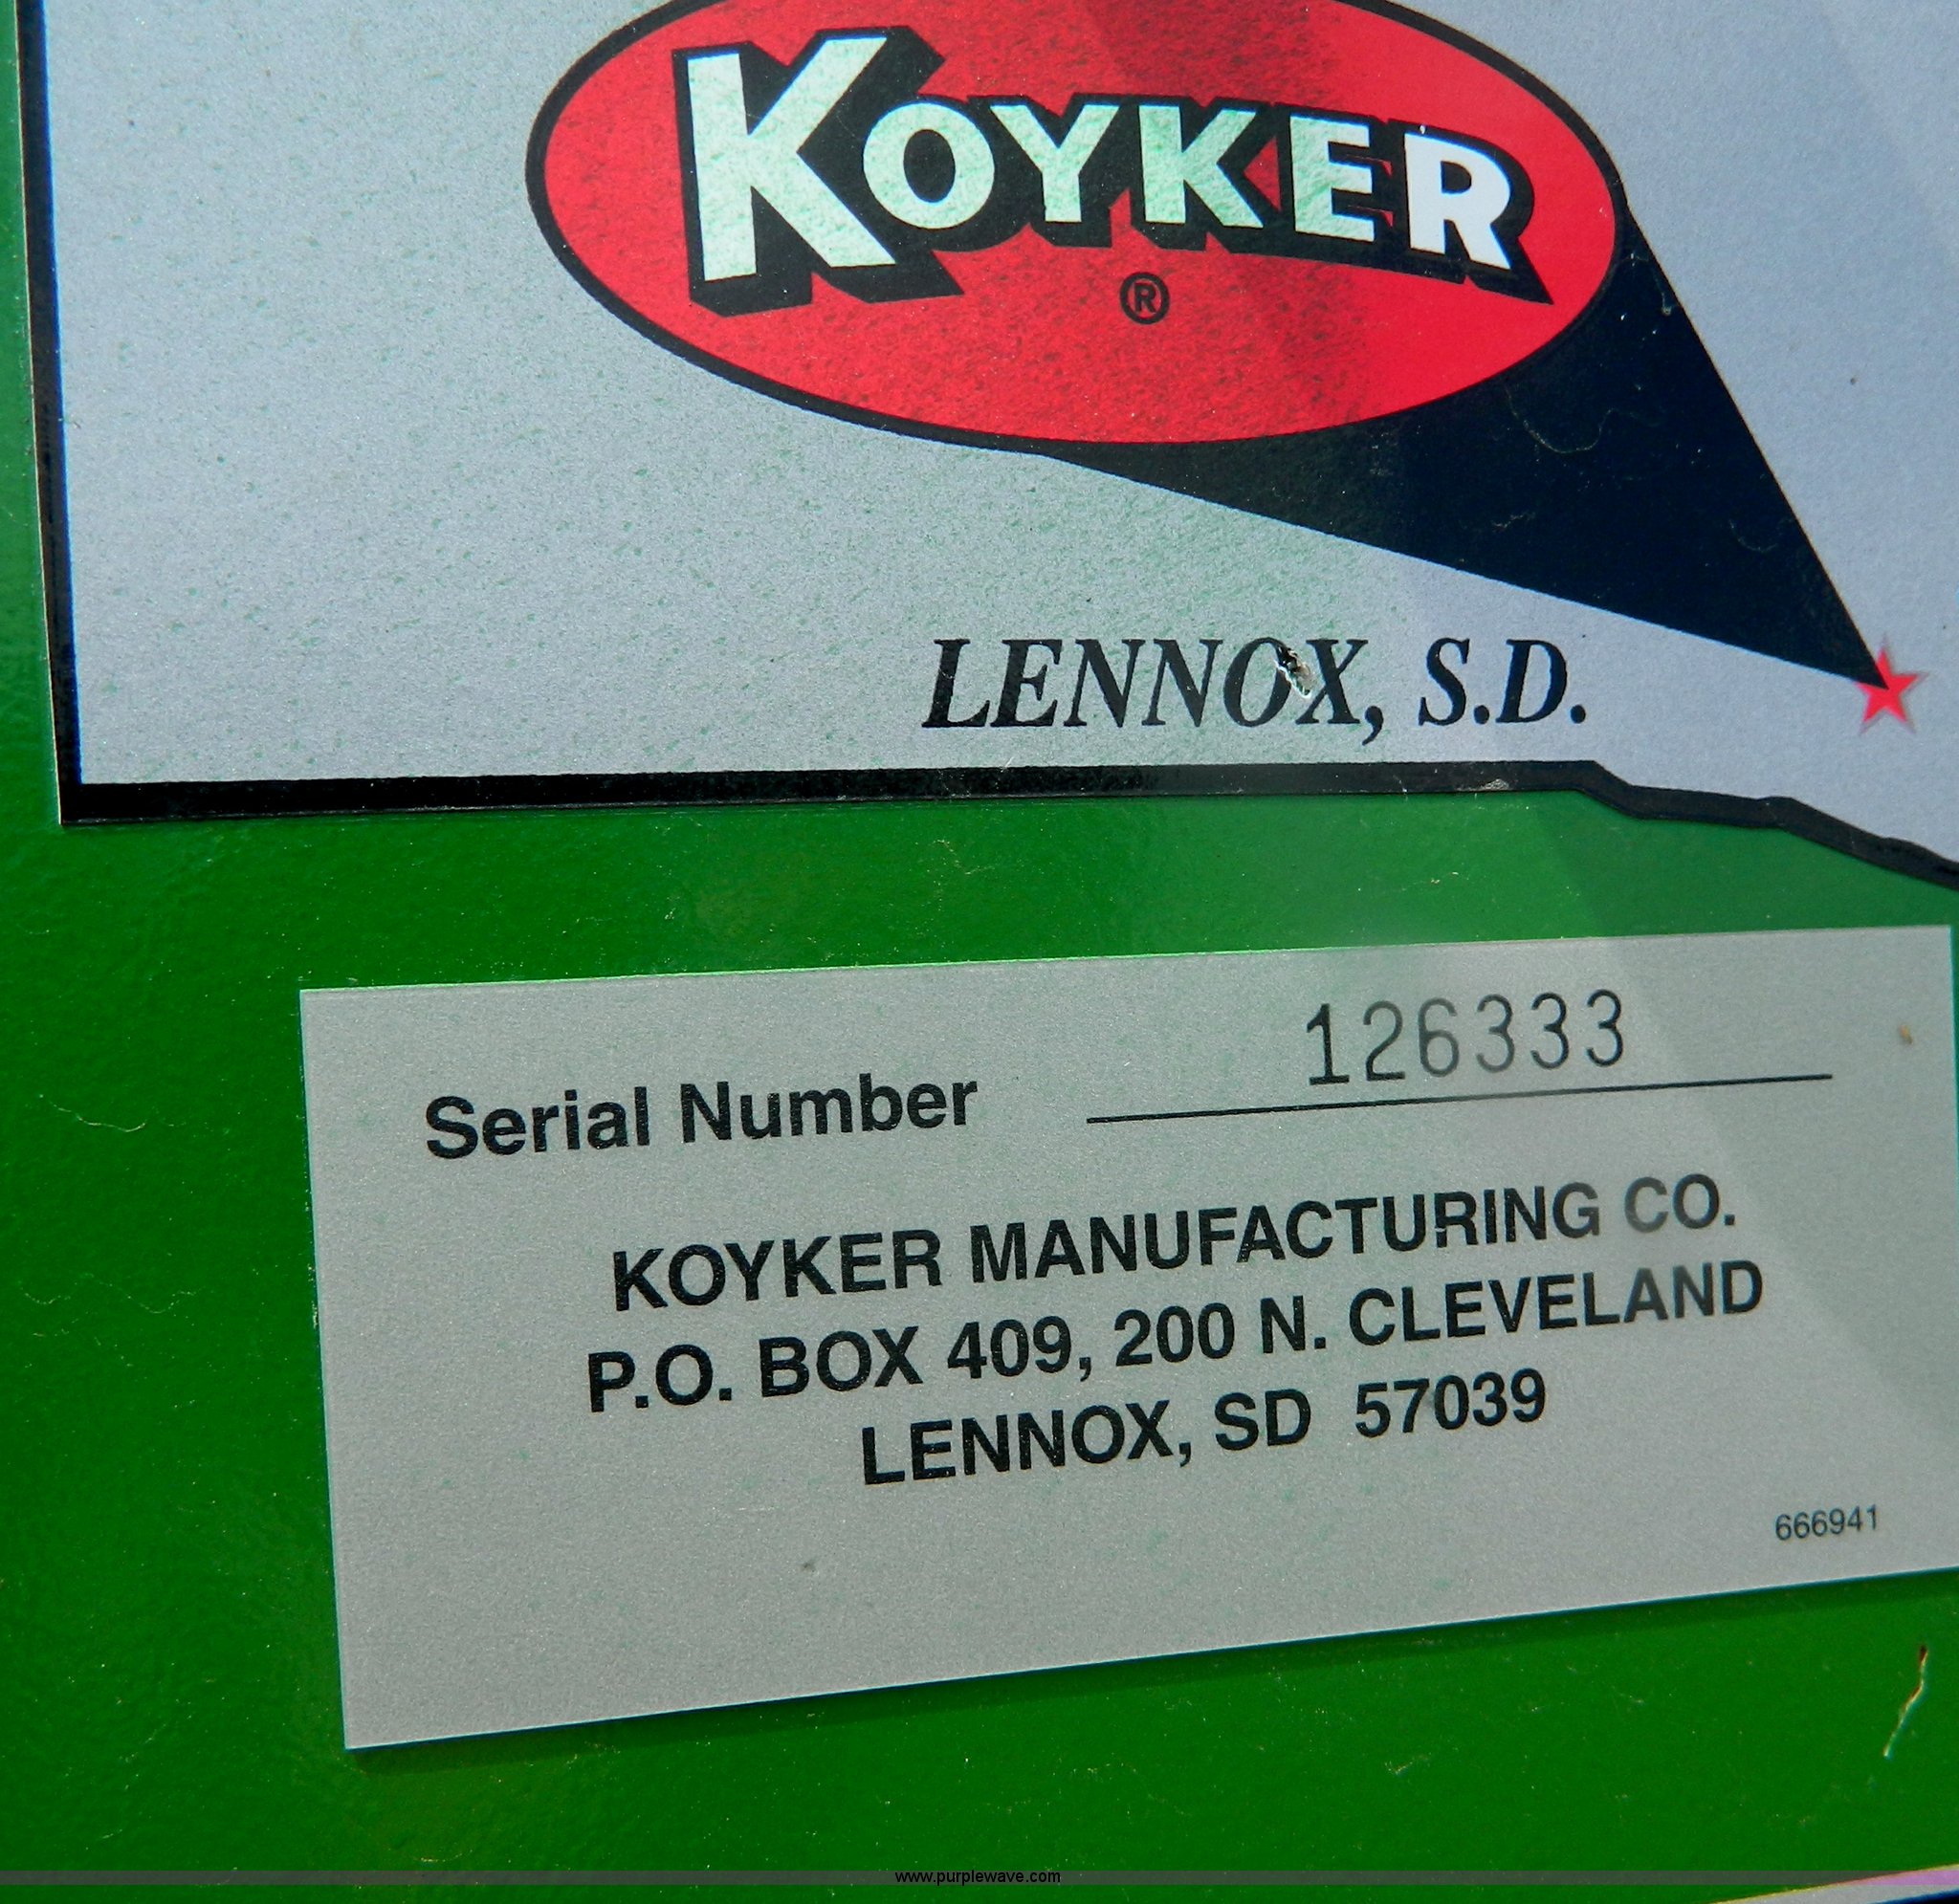 KOYKER
®
LENNOX, S.D.
Serial Number 126333
KOYKER MANUFACTURING CO.
P.O. BOX 409, 200 N. CLEVELAND
LENNOX, SD 57039
666941
www.purplewave.com